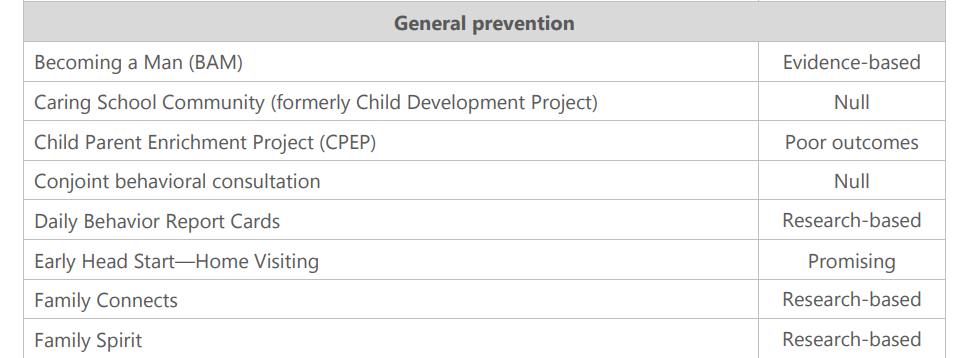 General prevention
Becoming a Man (BAM) Evidence-based
Caring School Community (formerly Child Development Project) Null
Child Parent Enrichment Project (CPEP) Poor outcomes
Conjoint behavioral consultation Null
Daily Behavior Report Cards Research-based
Early Head Start—Home Visiting Promising
Family Connects Research-based
Family Spirit Research-based